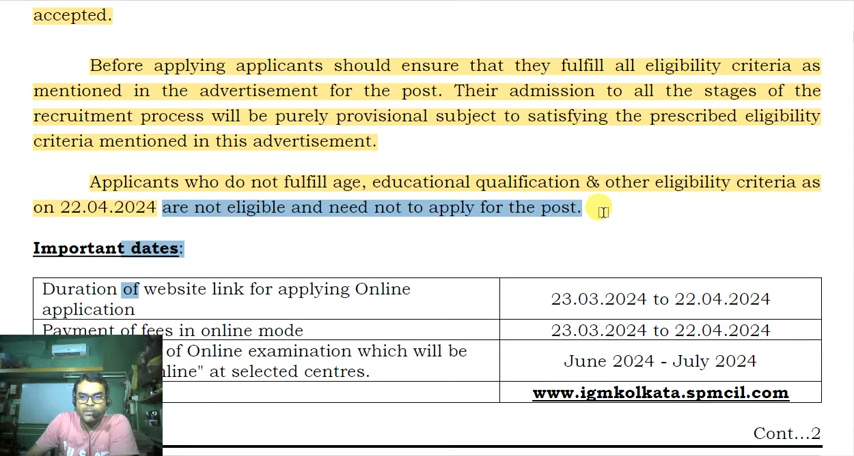 accepted.
Before applying applicants should ensure that they fulfill all eligibility criteria as
mentioned in the advertisement for the post. Their admission to all the stages of the
recruitment process will be purely provisional subject to satisfying the prescribed eligibility
criteria mentioned in this advertisement.
Applicants who do not fulfill age, educational qualification & other eligibility criteria as
on 22.04.2024 are not eligible and need not to apply for the post.
Important dates:
Duration of website link for applying Online
application
23.03.2024 to 22.04.2024
Payment of fees in online mode
23.03.2024 to 22.04.2024
of Online examination which will be
at selected centres.
June 2024 - July 2024
www.igmkolkata.spmcil.com
Cont...2